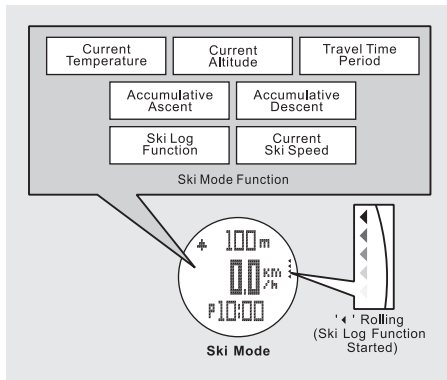 Current
Temperature
Current
Altitude
Travel Time
Period
Accumulative
Ascent
Accumulative
Descent
Ski Log
Function
Current
Ski Speed
Ski Mode Function
100m
0.0 KM
/h
P10:00
Ski Mode
'◂' Rolling
(Ski Log Function
Started)